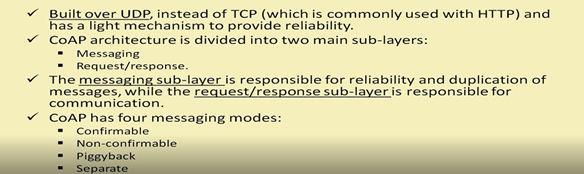 ✓ Built over UDP, instead of TCP (which is commonly used with HTTP) and
has a light mechanism to provide reliability.
✓ CoAP architecture is divided into two main sub-layers:
▪ Messaging
▪ Request/response.
✓ The messaging sub-layer is responsible for reliability and duplication of
messages, while the request/response sub-layer is responsible for
communication.
✓ CoAP has four messaging modes:
▪ Confirmable
▪ Non-confirmable
▪ Piggyback
▪ Separate